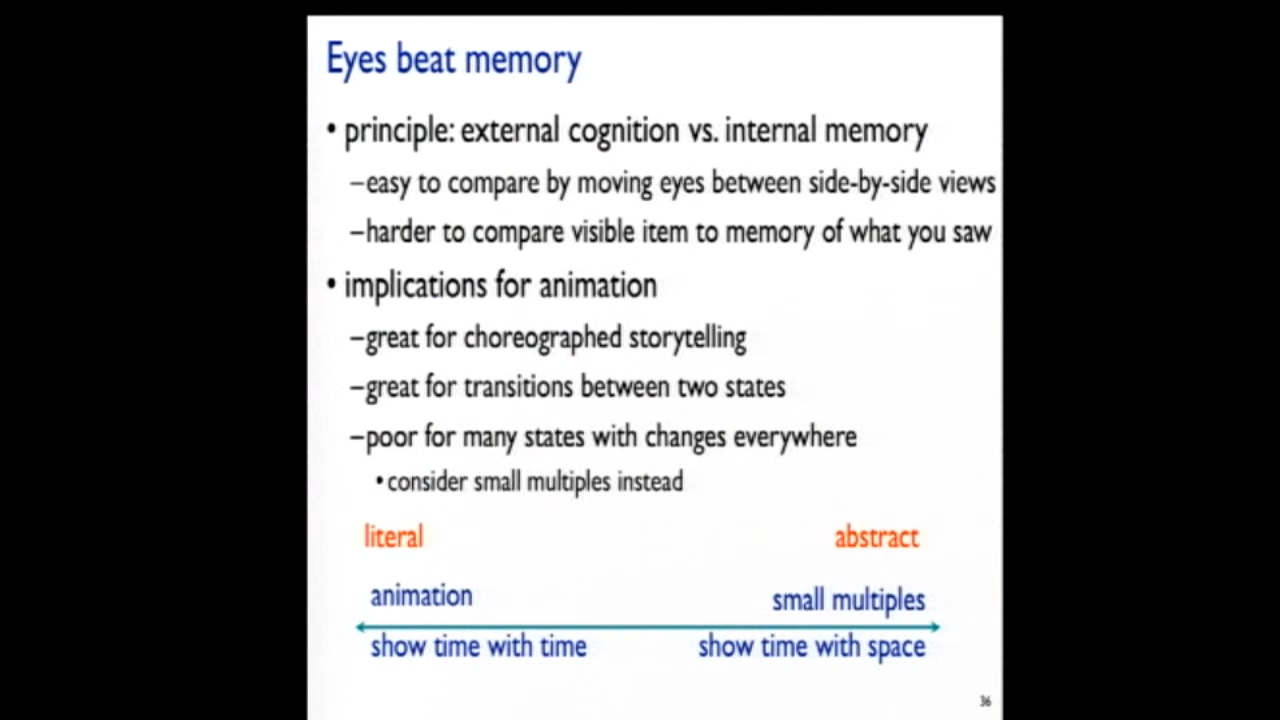 Eyes beat memory
• principle: external cognition vs. internal memory
–easy to compare by moving eyes between side-by-side views
–harder to compare visible item to memory of what you saw
• implications for animation
–great for choreographed storytelling
–great for transitions between two states
–poor for many states with changes everywhere
• consider small multiples instead
literal abstract
animation small multiples
show time with time show time with space
36